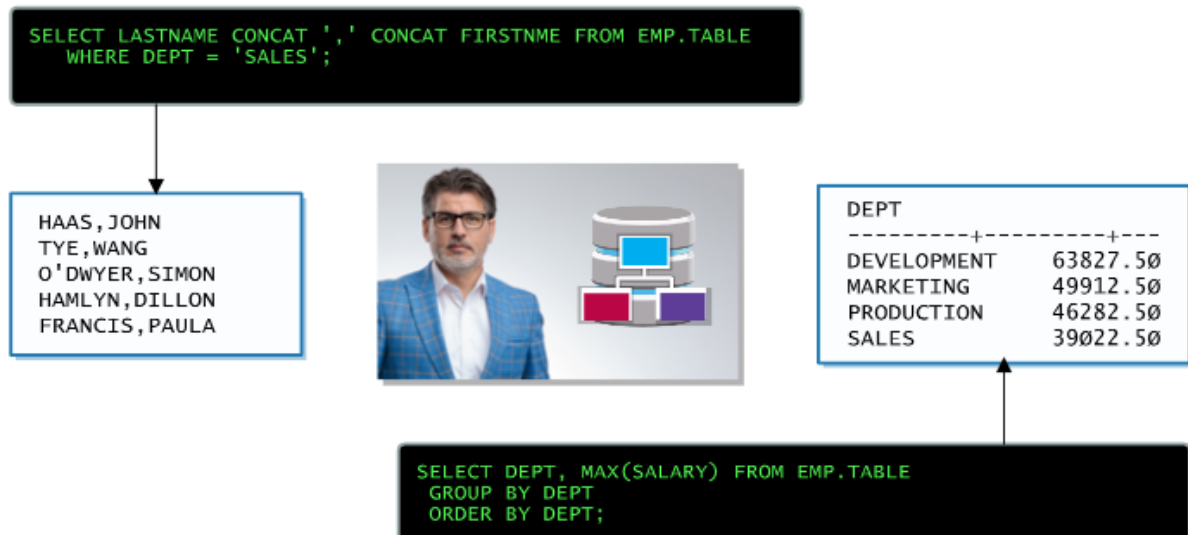 SELECT LASTNAME CONCAT ',' CONCAT FIRSTNME FROM EMP.TABLE
WHERE DEPT = 'SALES';
HAAS,JOHN
TYE,WANG
O'DWYER,SIMON
HAMLYN,DILLON
FRANCIS,PAULA
DEPT
---------+---------+---
DEVELOPMENT 63827.5Ø
MARKETING 49912.5Ø
PRODUCTION 46282.5Ø
SALES 39Ø22.5Ø
SELECT DEPT, MAX(SALARY) FROM EMP.TABLE
GROUP BY DEPT
ORDER BY DEPT;